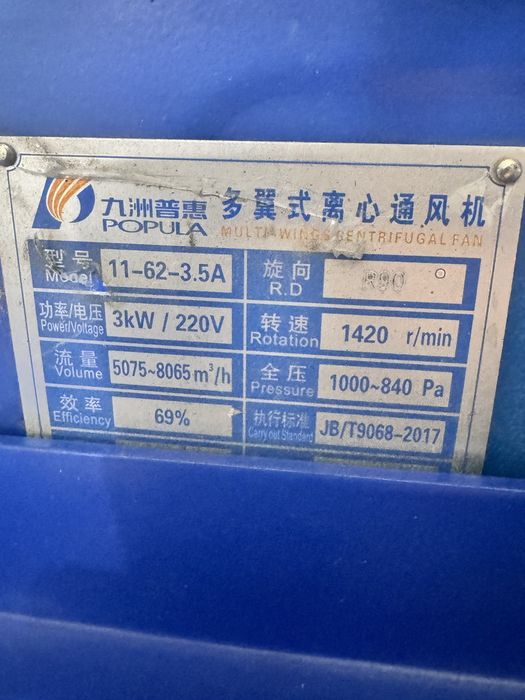 九洲普惠 多翼式离心通风机
POPULA MULTI-WINGS CENTRIFUGAL FAN
型号 11-62-3.5A 旋向 R90 °
Model R.D
功率/电压 3kW / 220V 转速 1420 r/min
Power/Voltage Rotation
流量 5075~8065 m³/h 全压 1000~840 Pa
Volume Pressure
效率 69% 执行标准 JB/T9068-2017
Efficiency Carry out Standard